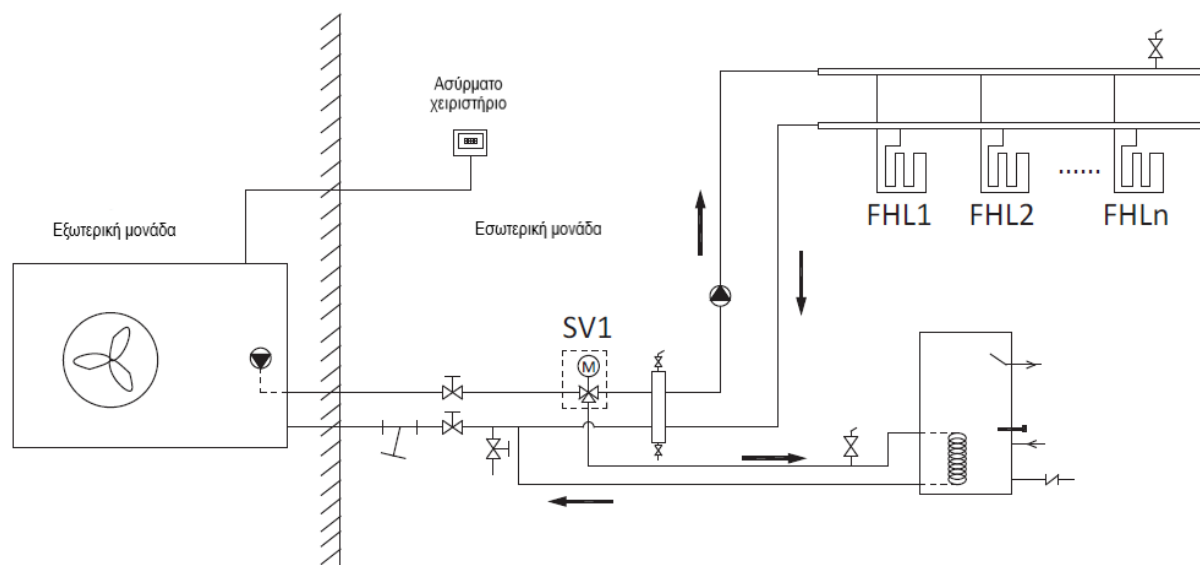 Ασύρματο
χειριστήριο
Εξωτερική μονάδα
Εσωτερική μονάδα
FHL1 FHL2 ...... FHLn
SV1
M